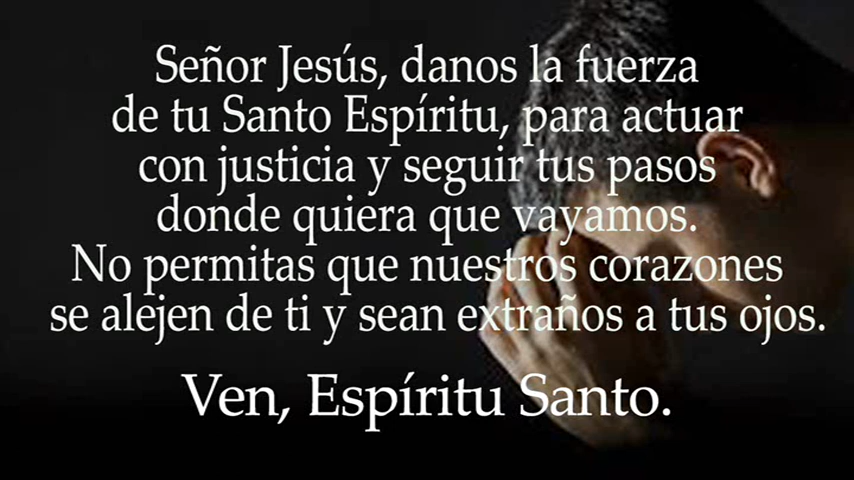 Señor Jesús, danos la fuerza
de tu Santo Espíritu, para actuar
con justicia y seguir tus pasos
donde quiera que vayamos.
No permitas que nuestros corazones
se alejen de ti y sean extraños a tus ojos.
Ven, Espíritu Santo.